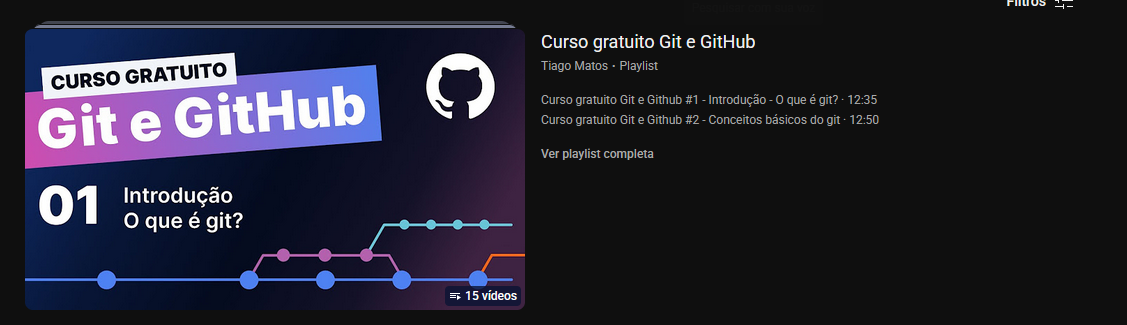 Filtros
CURSO GRATUITO
Git e GitHub
01
Introdução
O que é git?
15 vídeos
Curso gratuito Git e GitHub
Tiago Matos • Playlist
Curso gratuito Git e Github #1 - Introdução - O que é git? · 12:35
Curso gratuito Git e Github #2 - Conceitos básicos do git · 12:50
Ver playlist completa